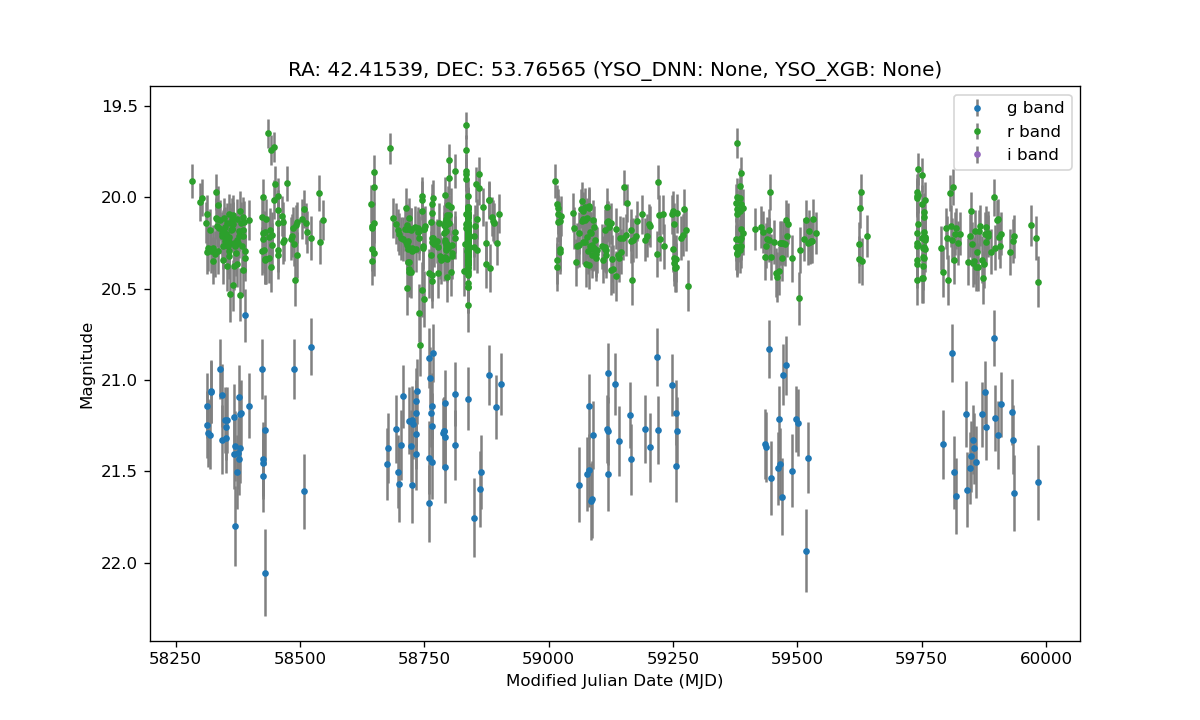 RA: 42.41539, DEC: 53.76565 (YSO_DNN: None, YSO_XGB: None)
g band
r band
i band
19.5
20.0
20.5
21.0
21.5
22.0
Magnitude
58250 58500 58750 59000 59250 59500 59750 60000
Modified Julian Date (MJD)